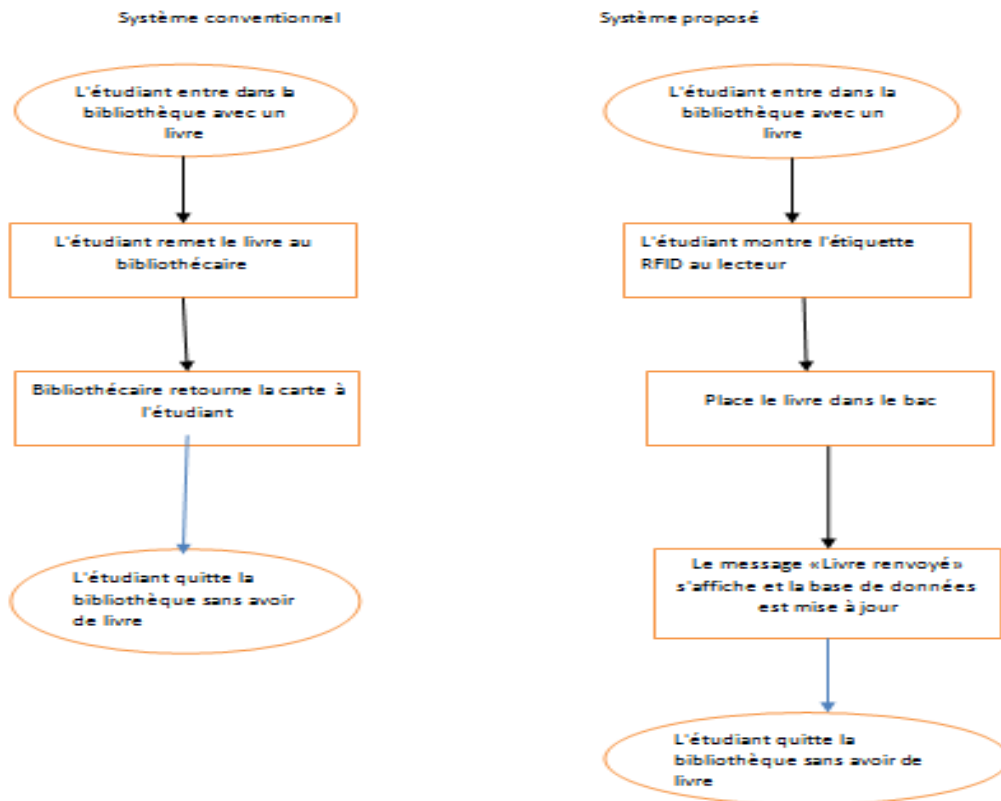 Système conventionnel
Système proposé
L'étudiant entre dans la
bibliothèque avec un
livre
L'étudiant remet le livre au
bibliothécaire
Bibliothécaire retourne la carte à
l'étudiant
L'étudiant quitte la
bibliothèque sans avoir
de livre
L'étudiant entre dans la
bibliothèque avec un
livre
L'étudiant montre l'étiquette
RFID au lecteur
Place le livre dans le bac
Le message «Livre renvoyé»
s'affiche et la base de données
est mise à jour
L'étudiant quitte la
bibliothèque sans avoir de
livre